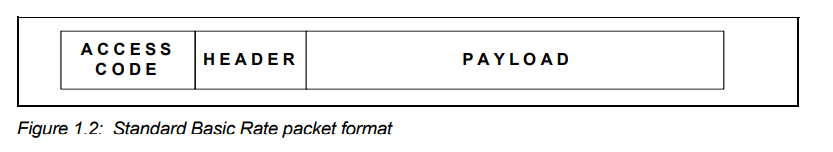 ACCESS
CODE
HEADER
PAYLOAD
Figure 1.2: Standard Basic Rate packet format